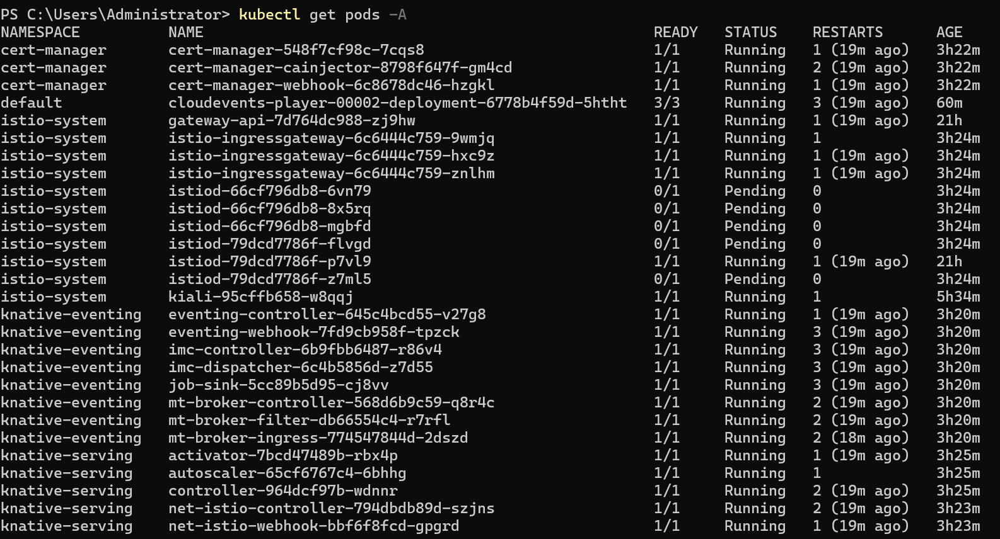 PS C:\Users\Administrator> kubectl get pods -A
NAMESPACE NAME READY STATUS RESTARTS AGE
cert-manager cert-manager-548f7cf98c-7cqs8 1/1 Running 1 (19m ago) 3h22m
cert-manager cert-manager-cainjector-8798f647f-gm4cd 1/1 Running 2 (19m ago) 3h22m
cert-manager cert-manager-webhook-6c8678dc46-hzgkl 1/1 Running 1 (19m ago) 3h22m
default cloudevents-player-00002-deployment-6778b4f59d-5htht 3/3 Running 3 (19m ago) 60m
istio-system gateway-api-7d764dc988-zj9hw 1/1 Running 1 (19m ago) 21h
istio-system istio-ingressgateway-6c6444c759-9wmjq 1/1 Running 1 3h24m
istio-system istio-ingressgateway-6c6444c759-hxc9z 1/1 Running 1 (19m ago) 3h24m
istio-system istio-ingressgateway-6c6444c759-znlhm 1/1 Running 1 (19m ago) 3h24m
istio-system istiod-66cf796db8-6vn79 0/1 Pending 0 3h24m
istio-system istiod-66cf796db8-8x5rq 0/1 Pending 0 3h24m
istio-system istiod-66cf796db8-mgbfd 0/1 Pending 0 3h24m
istio-system istiod-79dcd7786f-flvgd 0/1 Pending 0 3h24m
istio-system istiod-79dcd7786f-p7vl9 1/1 Running 1 (19m ago) 21h
istio-system istiod-79dcd7786f-z7ml5 0/1 Pending 0 3h24m
istio-system kiali-95cffb658-w8qqj 1/1 Running 1 5h34m
knative-eventing eventing-controller-645c4bcd55-v27g8 1/1 Running 1 (19m ago) 3h20m
knative-eventing eventing-webhook-7fd9cb958f-tpzck 1/1 Running 3 (19m ago) 3h20m
knative-eventing imc-controller-6b9fbb6487-r86v4 1/1 Running 3 (19m ago) 3h20m
knative-eventing imc-dispatcher-6c4b5856d-z7d55 1/1 Running 3 (19m ago) 3h20m
knative-eventing job-sink-5cc89b5d95-cj8vv 1/1 Running 3 (19m ago) 3h20m
knative-eventing mt-broker-controller-568d6b9c59-q8r4c 1/1 Running 2 (19m ago) 3h20m
knative-eventing mt-broker-filter-db66554c4-r7rfl 1/1 Running 2 (19m ago) 3h20m
knative-eventing mt-broker-ingress-774547844d-2dszd 1/1 Running 2 (18m ago) 3h20m
knative-serving activator-7bcd47489b-rbx4p 1/1 Running 1 (19m ago) 3h25m
knative-serving autoscaler-65cf6767c4-6bhhg 1/1 Running 1 3h25m
knative-serving controller-964dcf97b-wdnnr 1/1 Running 2 (19m ago) 3h25m
knative-serving net-istio-controller-794dbdb89d-szjns 1/1 Running 2 (19m ago) 3h23m
knative-serving net-istio-webhook-bbf6f8fcd-gpgrd 1/1 Running 1 (19m ago) 3h23m